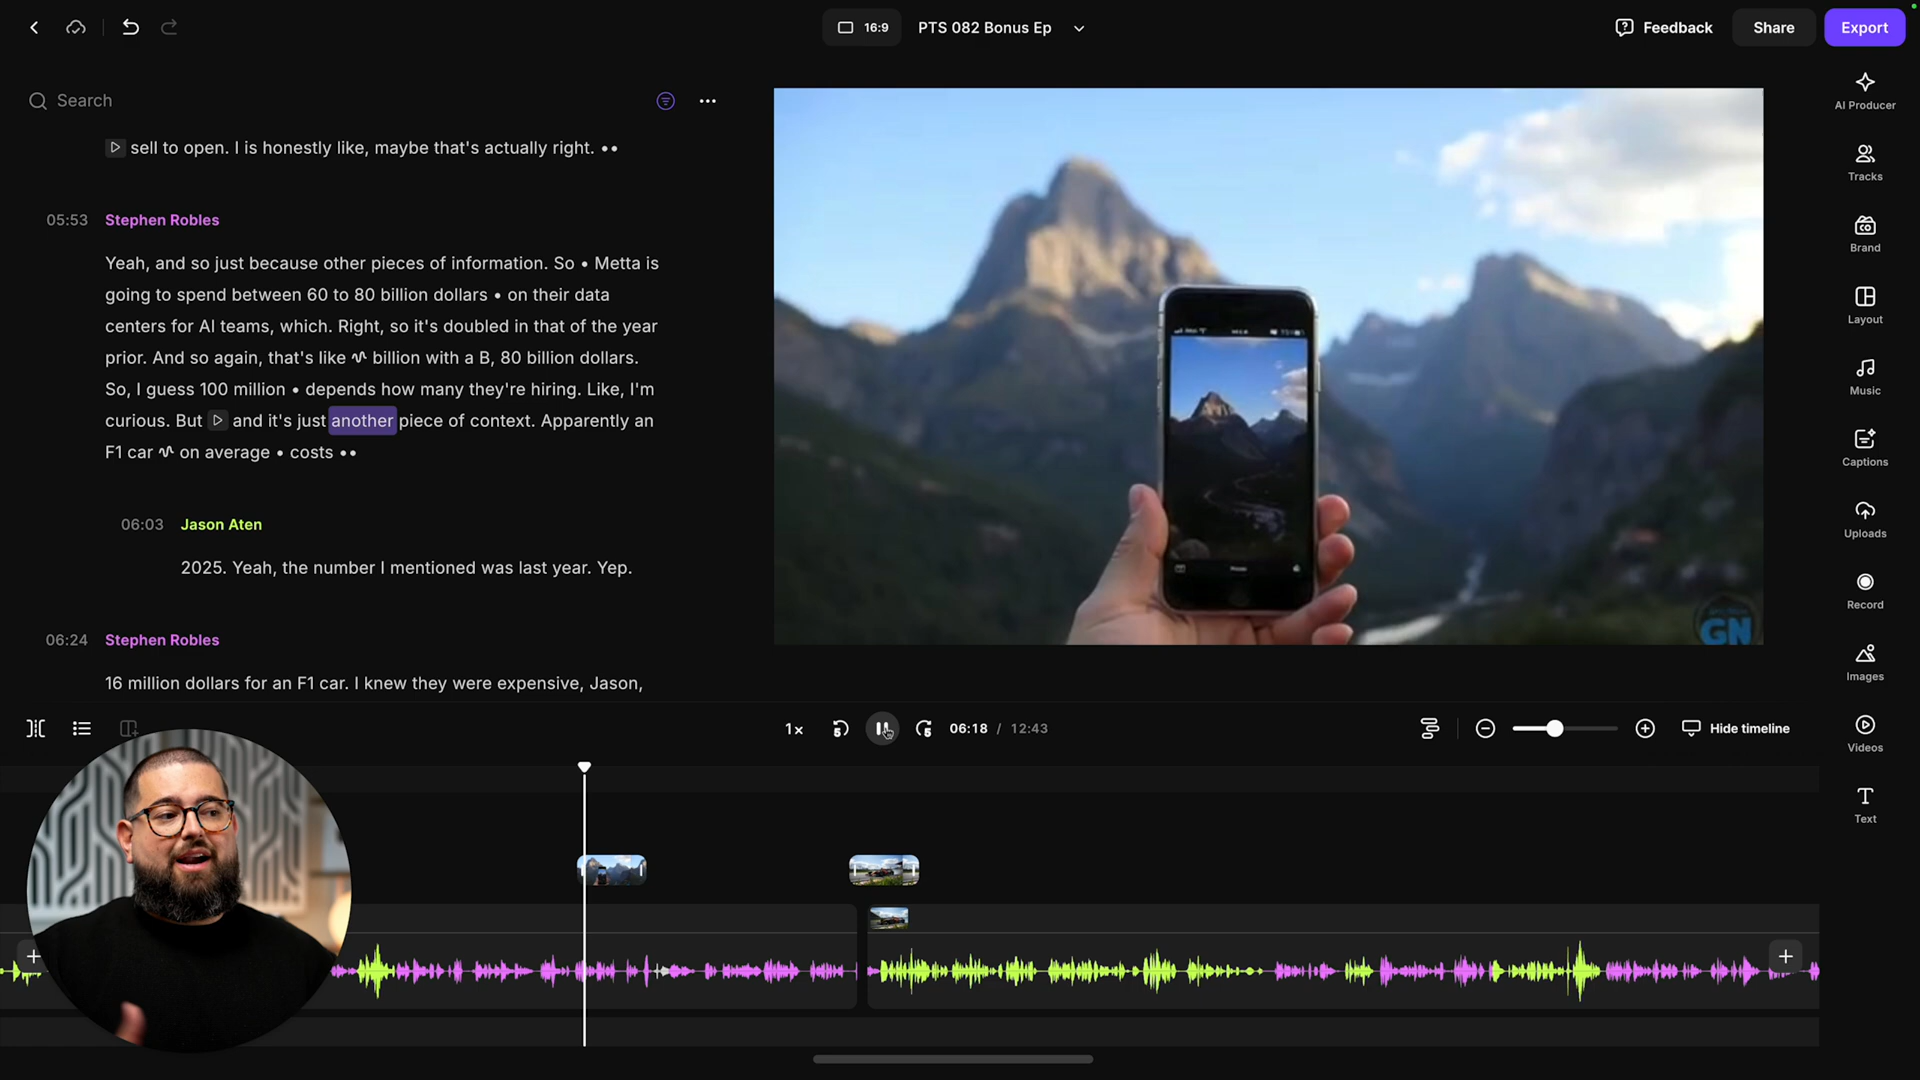 16:9
PTS 082 Bonus Ep
Feedback
Share
Export
Search
sell to open. I is honestly like, maybe that's actually right. ••
05:53
Stephen Robles
Yeah, and so just because other pieces of information. So • Metta is
going to spend between 60 to 80 billion dollars • on their data
centers for AI teams, which. Right, so it's doubled in that of the year
prior. And so again, that's like billion with a B, 80 billion dollars.
So, I guess 100 million • depends how many they're hiring. Like, I'm
curious. But and it's just another piece of context. Apparently an
F1 car on average • costs ••
06:03
Jason Aten
2025. Yeah, the number I mentioned was last year. Yep.
06:24
Stephen Robles
16 million dollars for an F1 car. I knew they were expensive, Jason,
GN
AI Producer
Tracks
Brand
Layout
Music
Captions
Uploads
Record
Images
Videos
Text
1x
5
5
06:18 / 12:43
Hide timeline